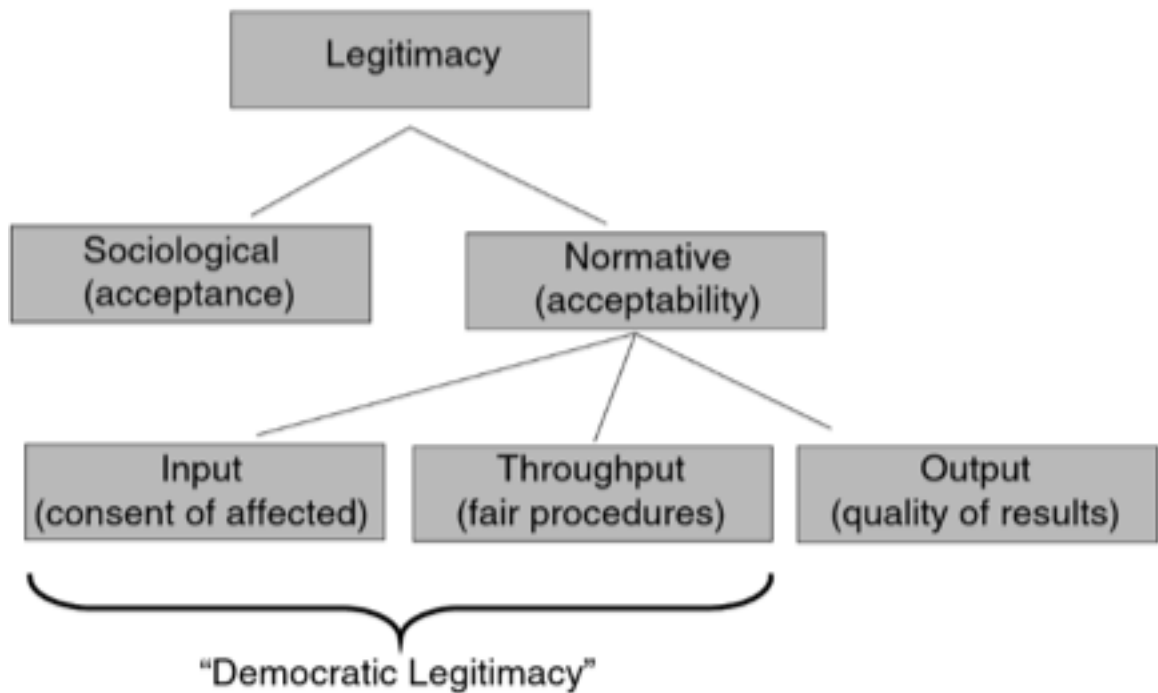 Legitimacy
Sociological
(acceptance)
Normative
(acceptability)
Input
(consent of affected)
Throughput
(fair procedures)
Output
(quality of results)
“Democratic Legitimacy”